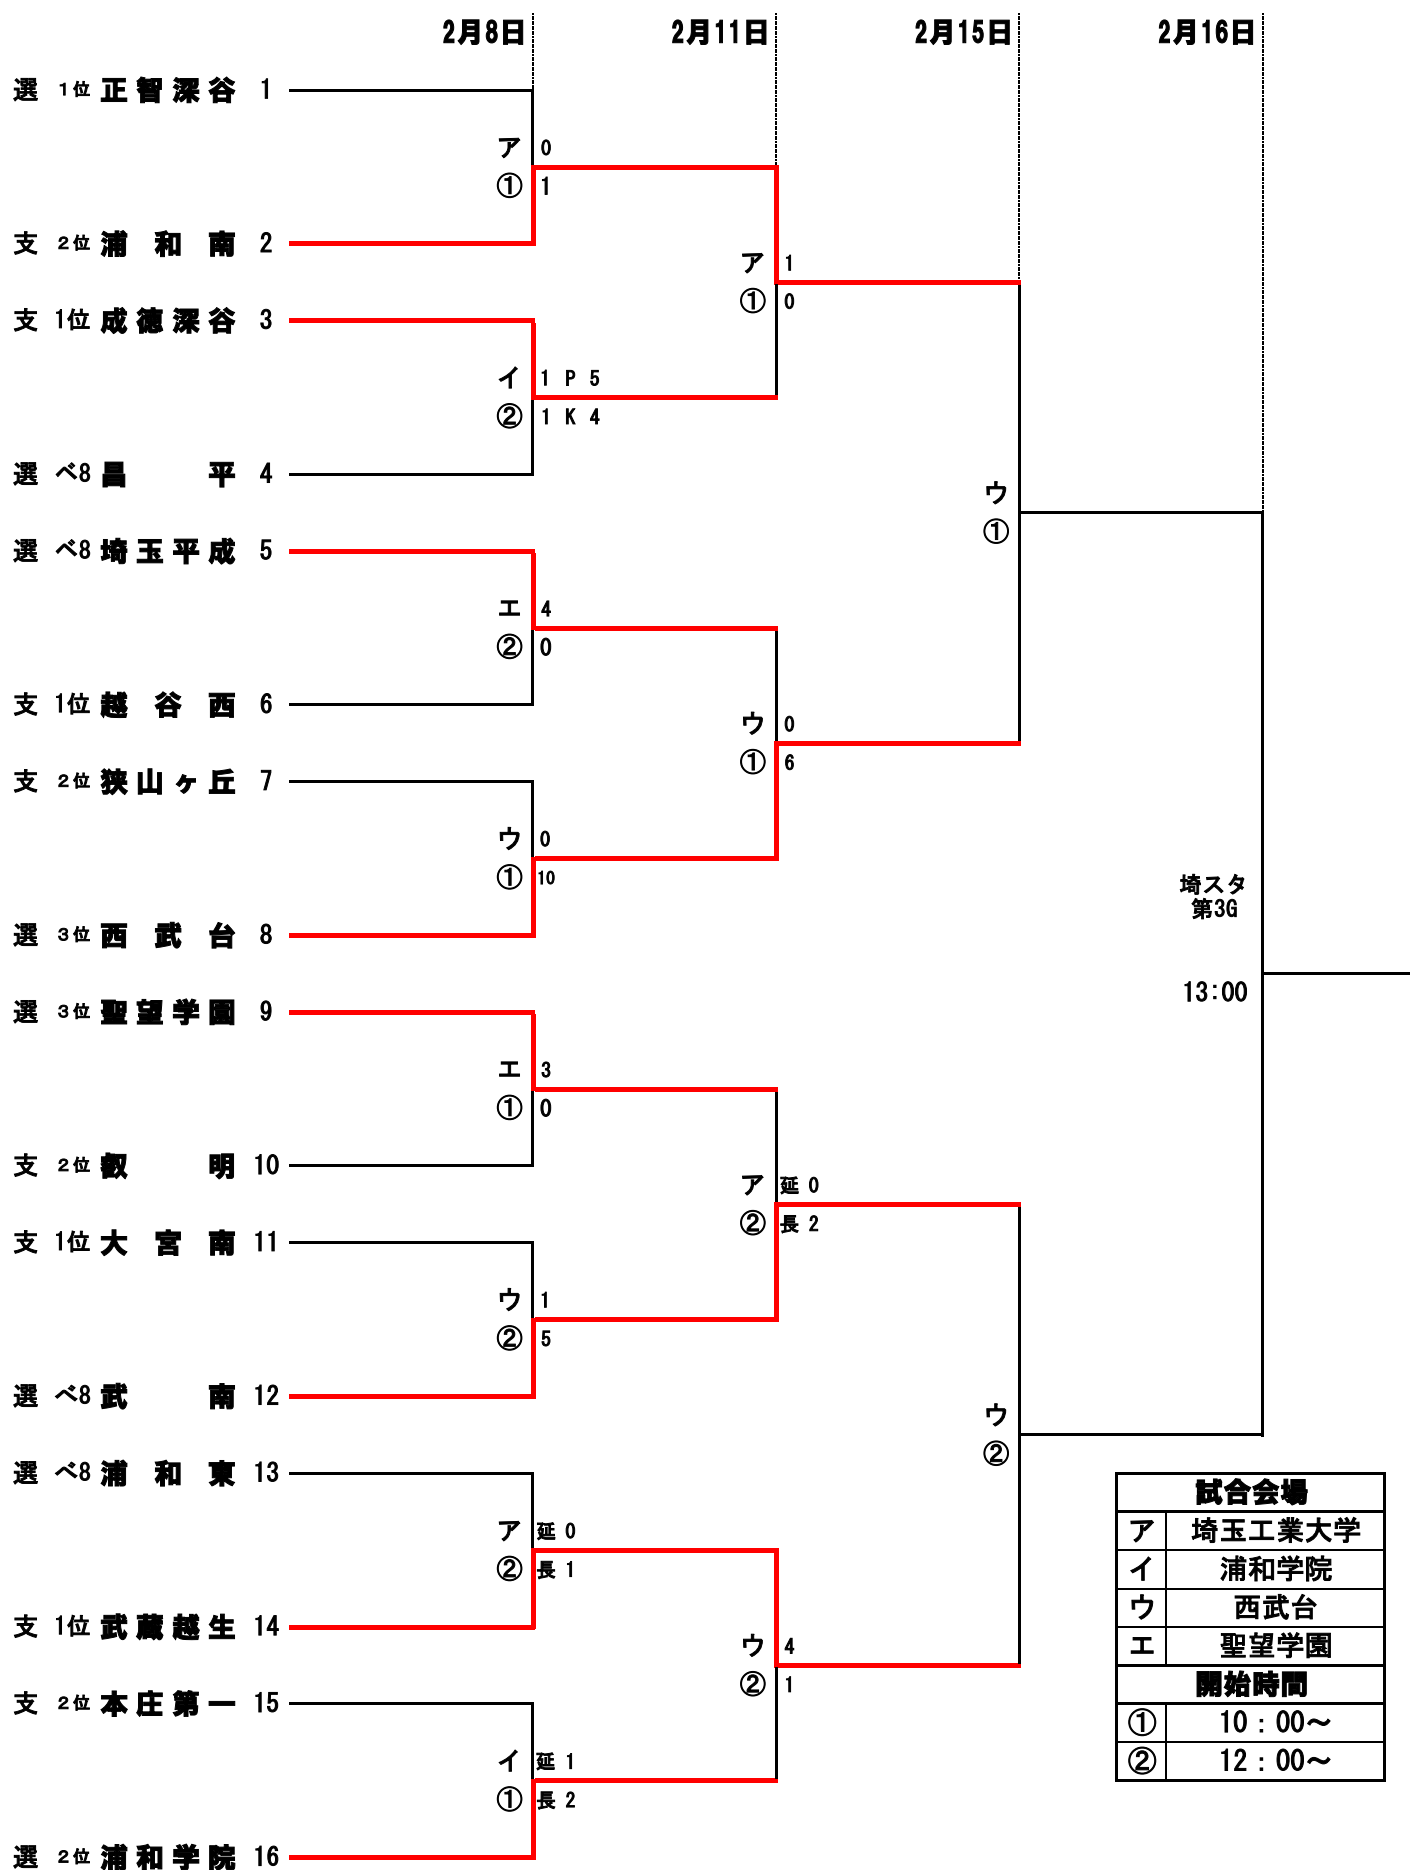 2月8日 2月11日 2月15日 2月16日
選 1位 正智深谷 1
ア 0
① 1
支 2位 浦和南 2
ア 1
① 0
支 1位 成徳深谷 3
イ 1 P 5
② 1 K 4
選 ベ8 昌平 4
ウ
①
選 ベ8 埼玉平成 5
エ 4
② 0
支 1位 越谷西 6
ウ 0
① 6
支 2位 狭山ヶ丘 7
ウ 0
① 10
埼スタ
第3G
選 3位 西武台 8
13:00
選 3位 聖望学園 9
エ 3
① 0
支 2位 叡明 10
ア 延 0
② 長 2
支 1位 大宮南 11
ウ 1
② 5
選 ベ8 武南 12
ウ
②
選 ベ8 浦和東 13
ア 延 0
② 長 1
支 1位 武蔵越生 14
ウ 4
② 1
支 2位 本庄第一 15
イ 延 1
① 長 2
選 2位 浦和学院 16
試合会場
ア 埼玉工業大学
イ 浦和学院
ウ 西武台
エ 聖望学園
開始時間
① 10：00～
② 12：00～